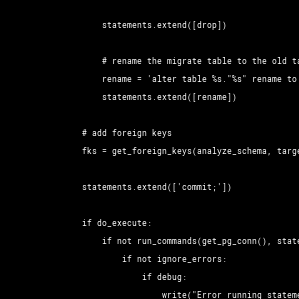 statements.extend([drop])
# rename the migrate table to the old ta
rename = 'alter table %s."%s" rename to
statements.extend([rename])
# add foreign keys
fks = get_foreign_keys(analyze_schema, targe
statements.extend(['commit;'])
if do_execute:
if not run_commands(get_pg_conn(), state
if not ignore_errors:
if debug:
write("Error running stateme